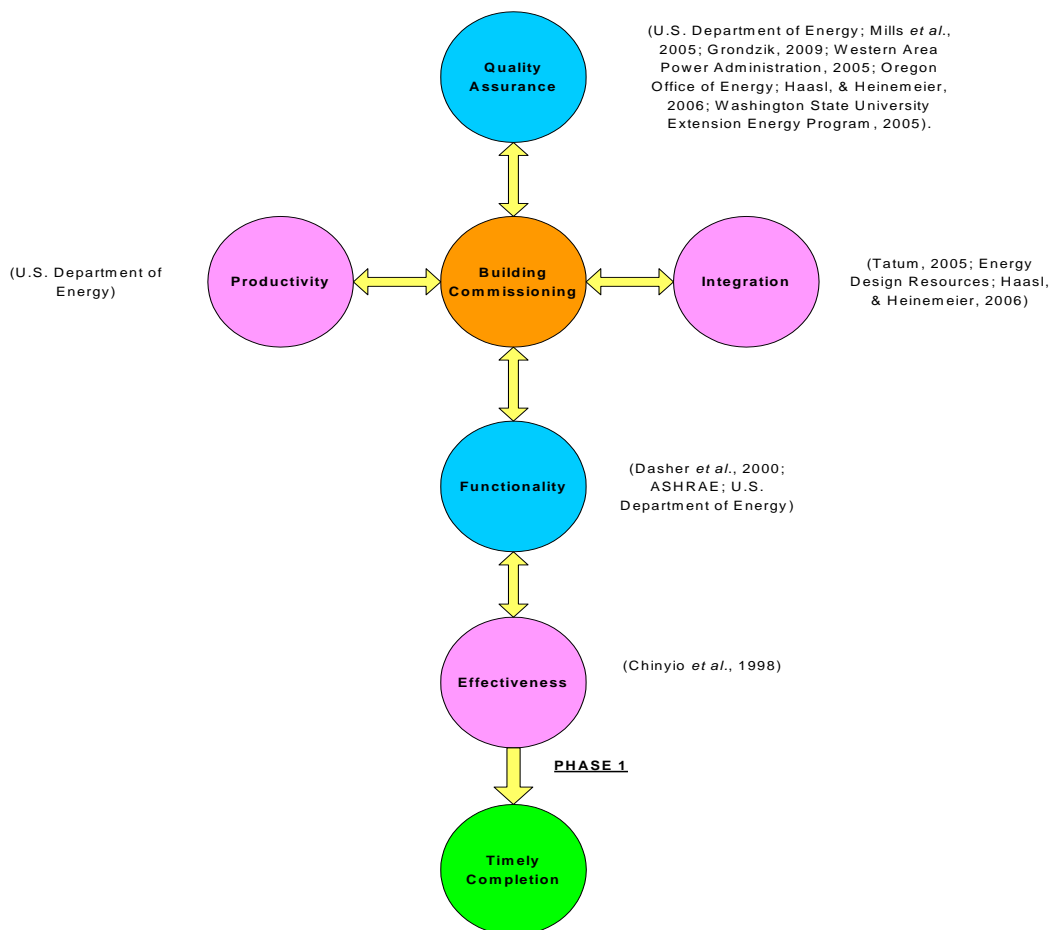 Quality
Assurance
(U.S. Department of Energy; Mills et al.,
2005; Grondzik, 2009; Western Area
Power Administration, 2005; Oregon
Office of Energy; Haasl, & Heinemeier,
2006; Washington State University
Extension Energy Program, 2005).
(U.S. Department of
Energy)
Productivity
Building
Commissioning
Integration
(Tatum, 2005; Energy
Design Resources; Haasl,
& Heinemeier, 2006)
Functionality
(Dasher et al., 2000;
ASHRAE; U.S.
Department of Energy)
Effectiveness
(Chinyio et al., 1998)
PHASE 1
Timely
Completion